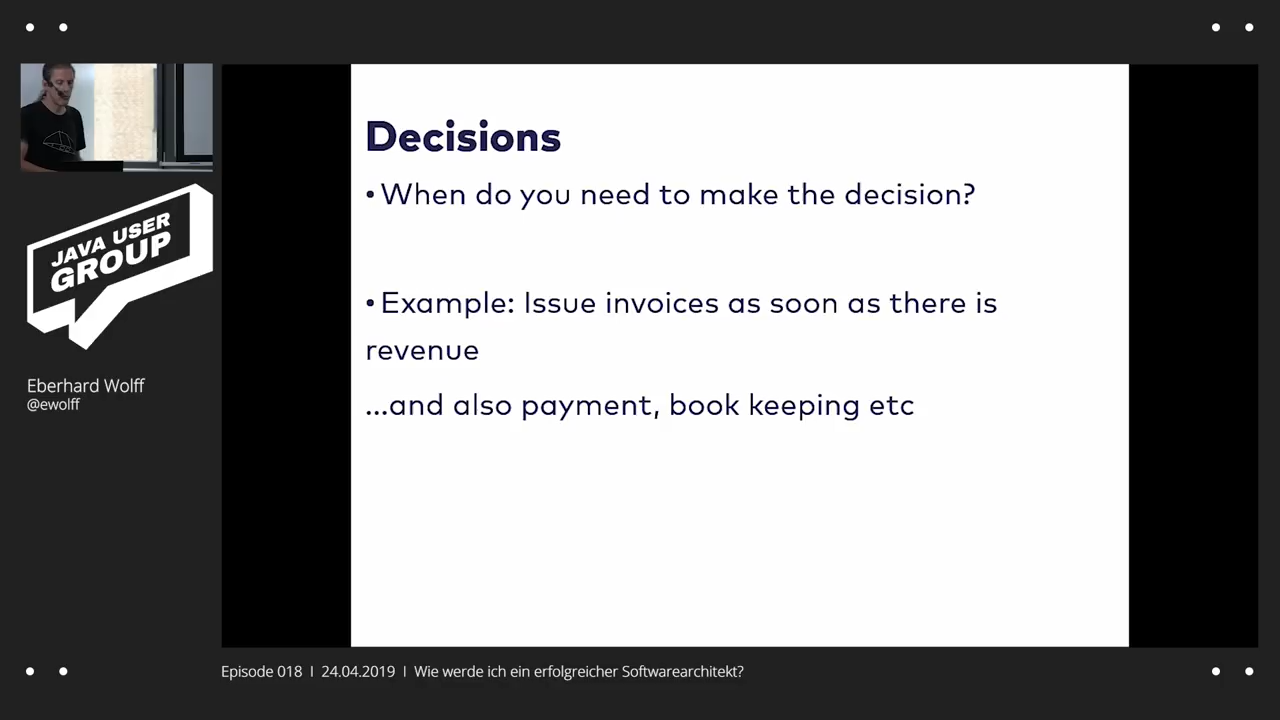 JAVA USER
GROUP
Eberhard Wolff
@ewolff
Decisions
•When do you need to make the decision?
•Example: Issue invoices as soon as there is
revenue
...and also payment, book keeping etc
Episode 018 | 24.04.2019 | Wie werde ich ein erfolgreicher Softwarearchitekt?